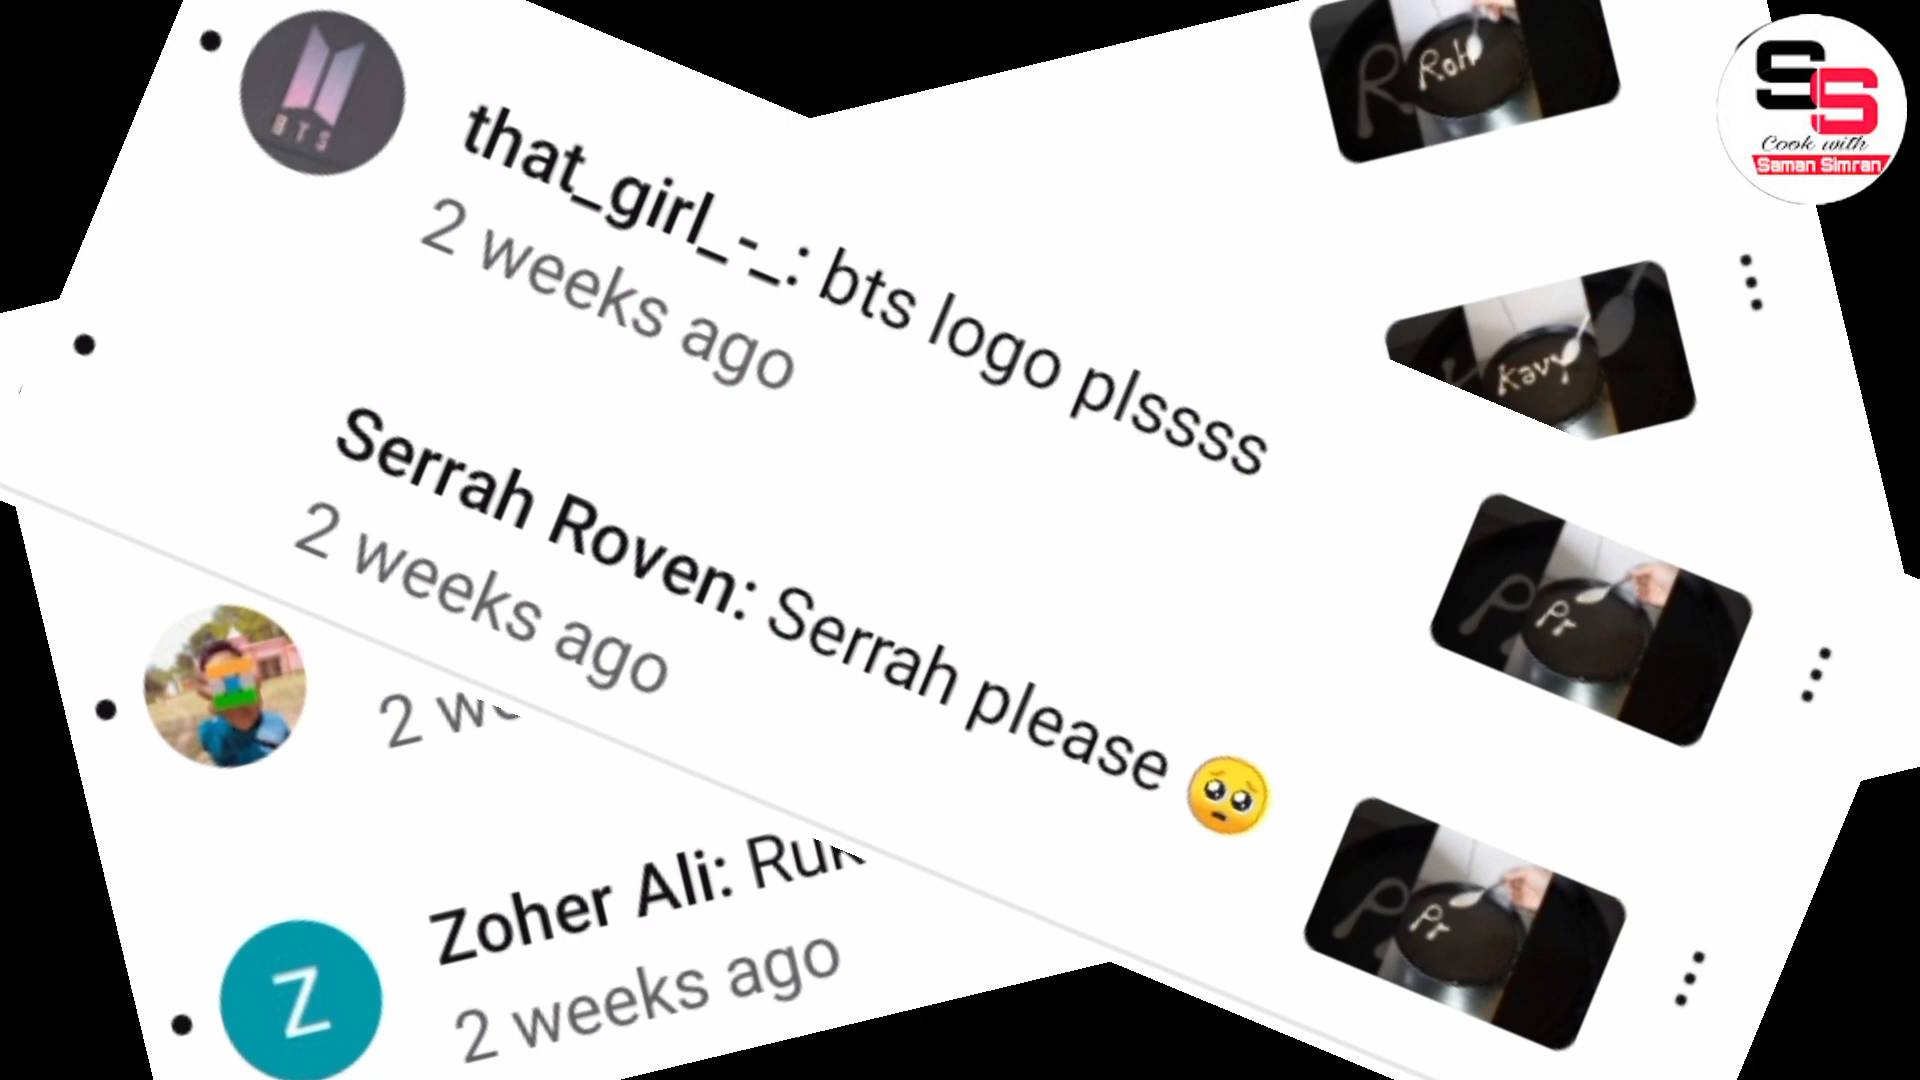 BTS
that_girl_-_: bts logo plssss
2 weeks ago
Serrah Roven: Serrah please 🥺
2 weeks ago
2
Z
Zoher Ali:
2 weeks ago
Kavy
Pr
Pr
SS
Cook with
Saman Simran